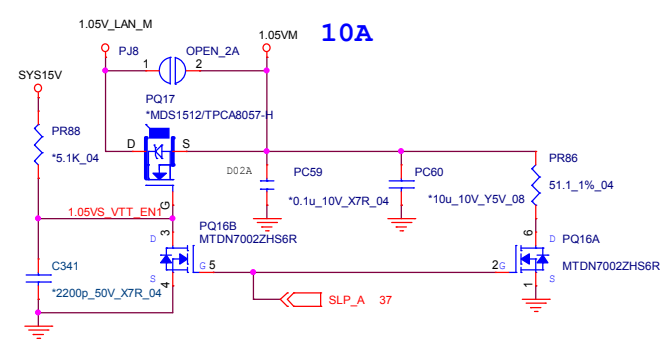 1.05V_LAN_M
1.05VM
10A
PJ8
OPEN_2A
1
2
SYS15V
PQ17
*MDS1512/TPCA8057-H
D
S
PR88
*5.1K_04
G
D02A
PC59
*0.1u_10V_X7R_04
PC60
*10u_10V_Y5V_08
PR86
51.1_1%_04
1.05VS_VTT_EN1
PQ16B
MTDN7002ZHS6R
D
3
G
5
S
4
2
G
6
D
PQ16A
MTDN7002ZHS6R
1
S
C341
*2200p_50V_X7R_04
SLP_A 37